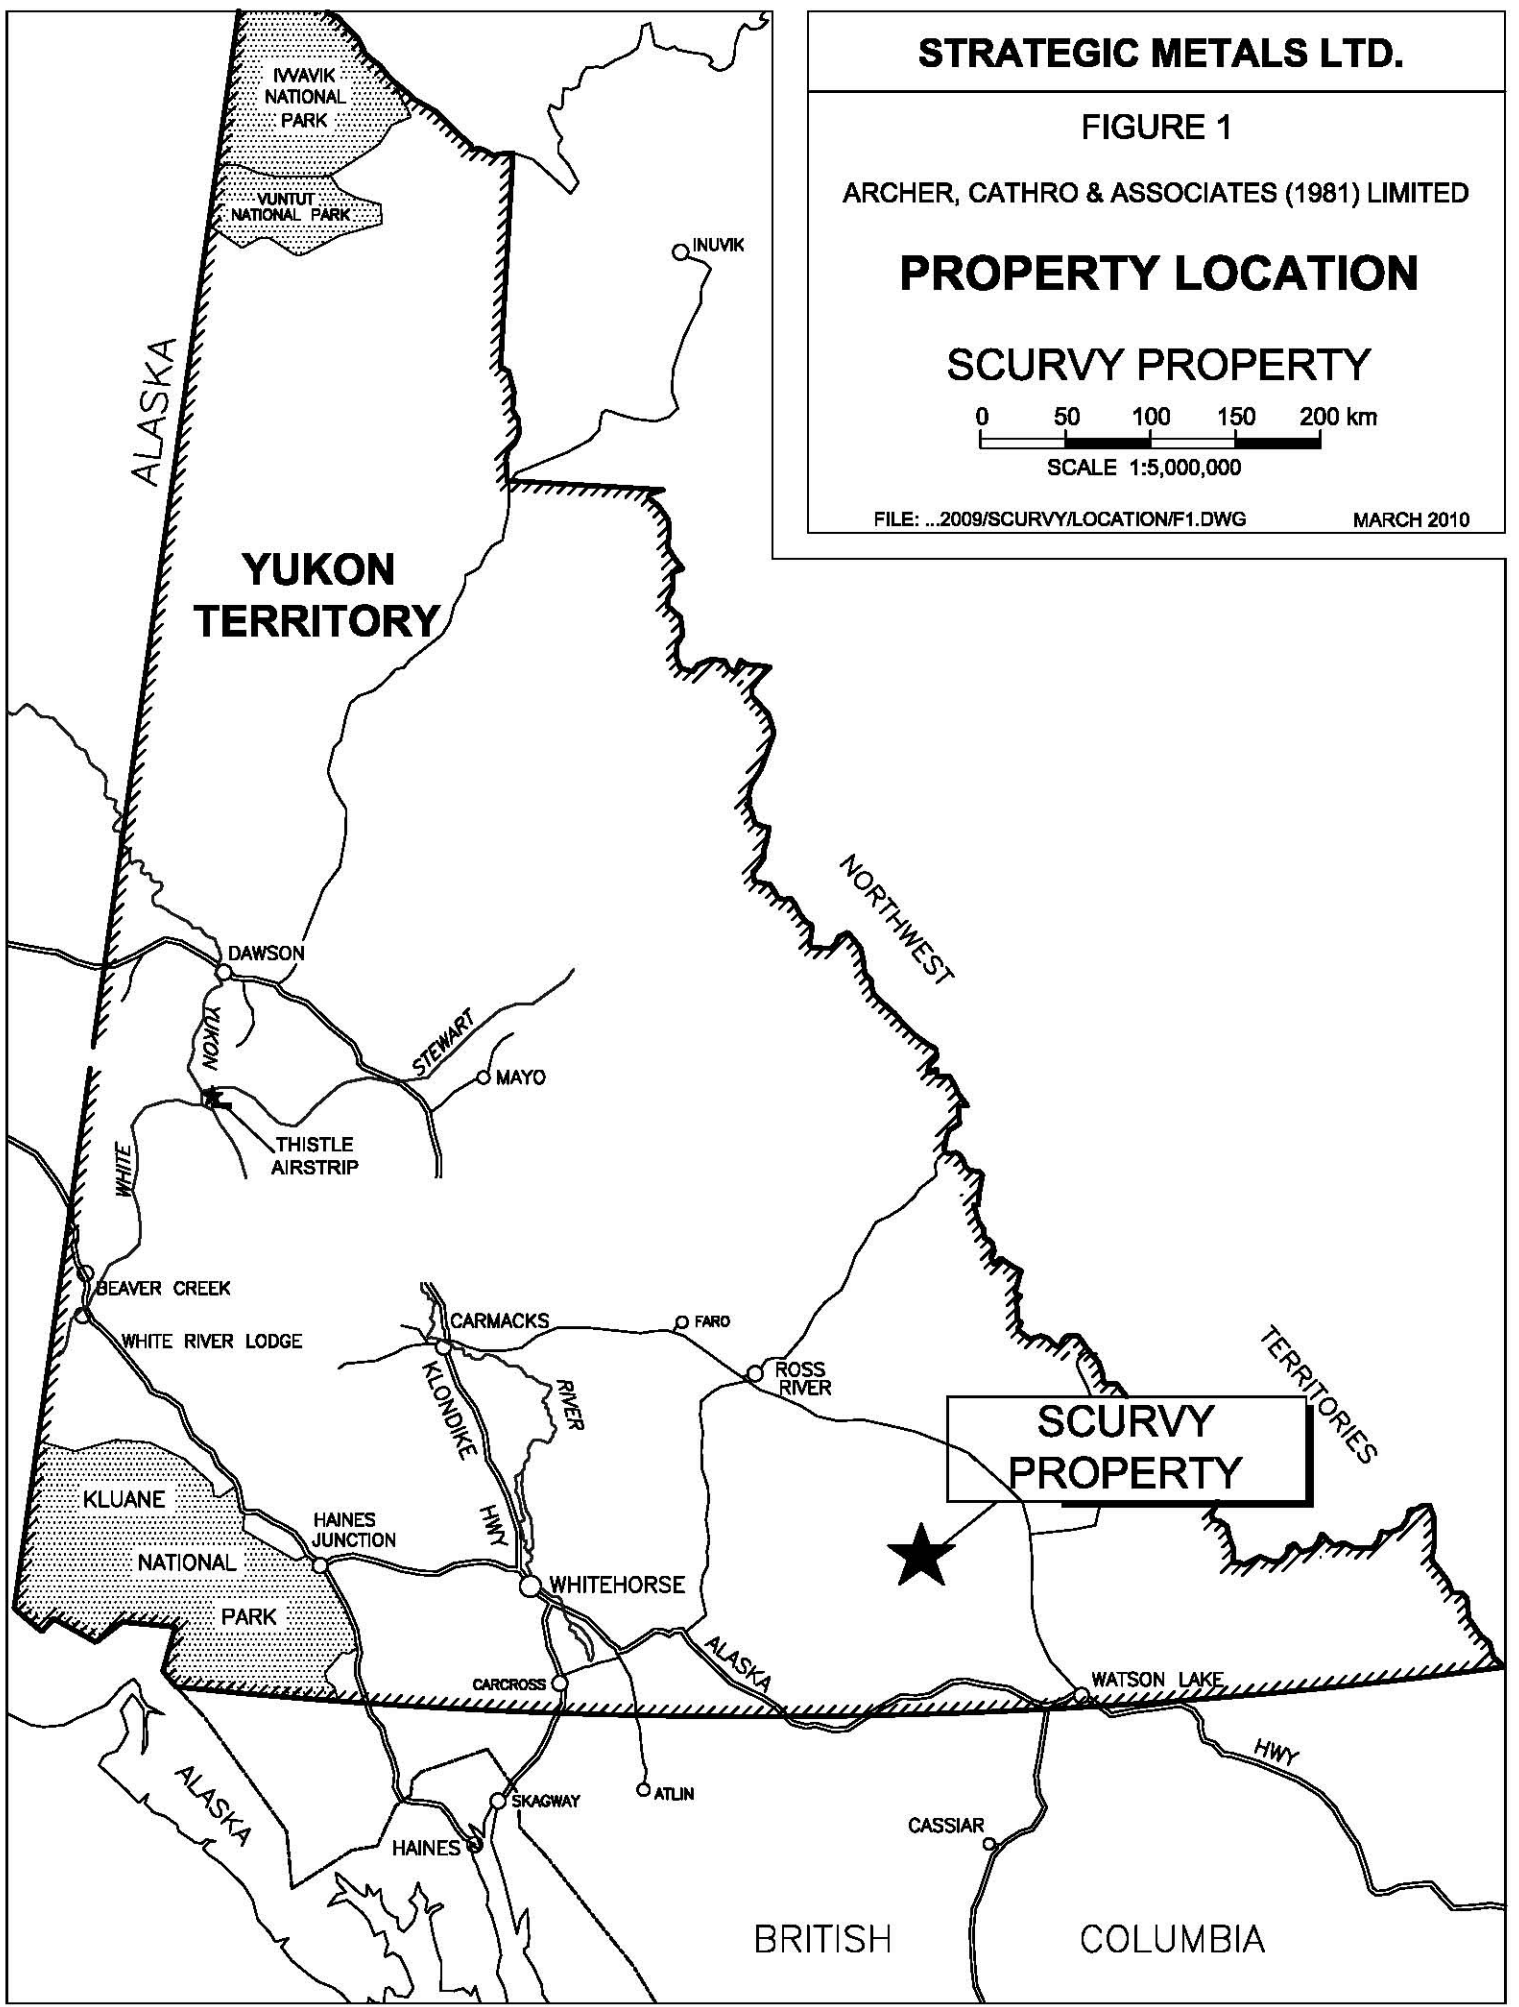 STRATEGIC METALS LTD.
FIGURE 1
ARCHER, CATHRO & ASSOCIATES (1981) LIMITED
PROPERTY LOCATION
SCURVY PROPERTY
0 50 100 150 200 km
SCALE 1:5,000,000
FILE: ...2009/SCURVY/LOCATION/F1.DWG MARCH 2010
IVVAVIK
NATIONAL
PARK
VUNTUT
NATIONAL PARK
INUVIK
ALASKA
YUKON
TERRITORY
NORTHWEST
DAWSON
YUKON
STEWART
MAYO
THISTLE
AIRSTRIP
WHITE
BEAVER CREEK
WHITE RIVER LODGE
CARMACKS
FARO
ROSS
RIVER
KLONDIKE
RIVER
TERRITORIES
SCURVY
PROPERTY
KLUANE
NATIONAL
PARK
HAINES
JUNCTION
HWY
WHITEHORSE
ALASKA
CARCROSS
WATSON LAKE
HWY
ALASKA
SKAGWAY
ATLIN
HAINES
CASSIAR
BRITISH COLUMBIA